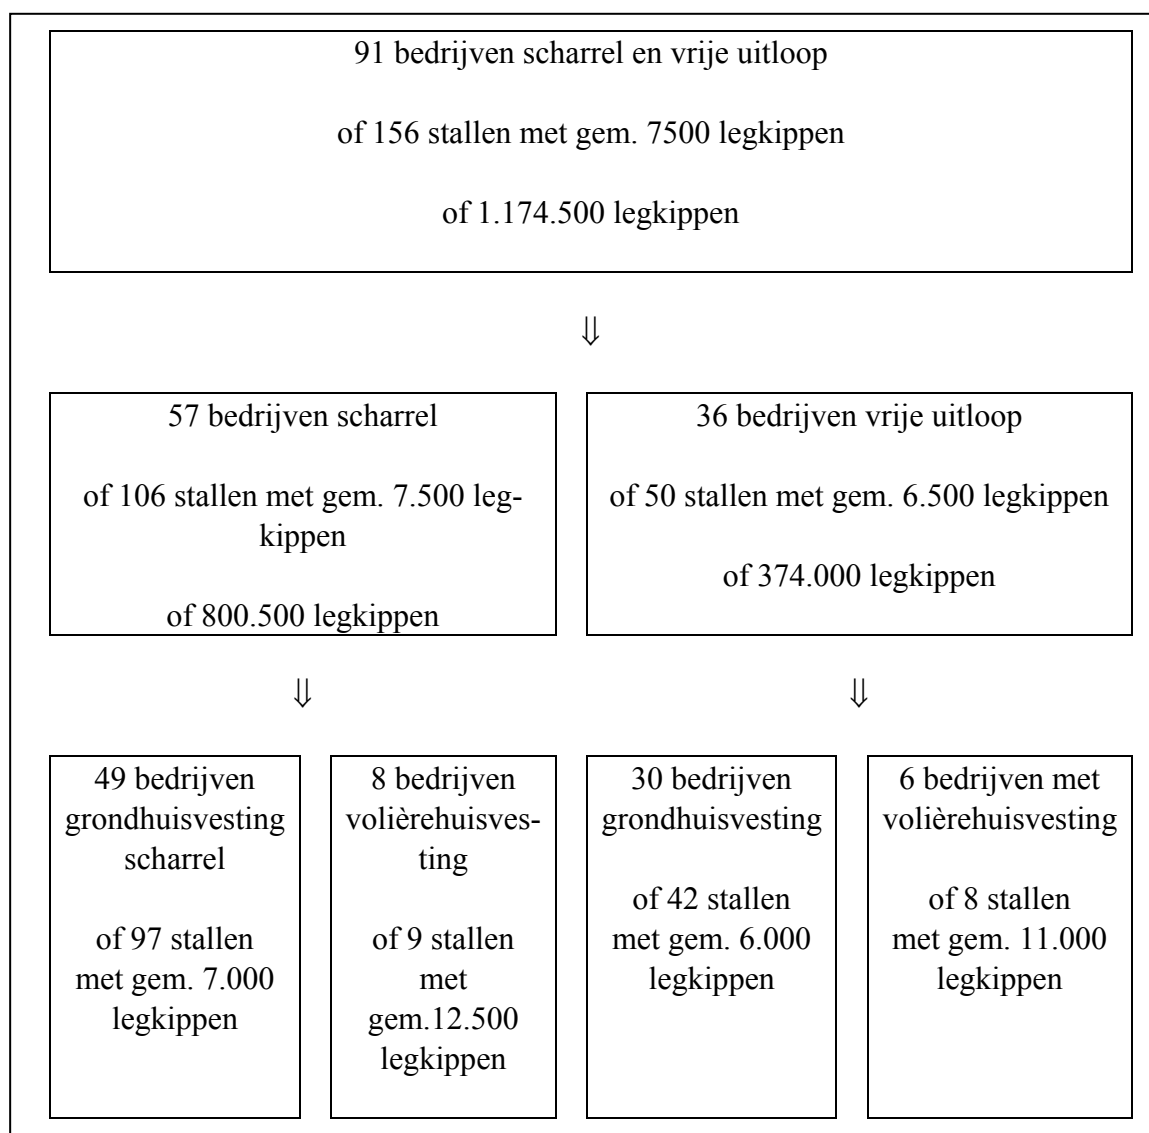 91 bedrijven scharrel en vrije uitloop
of 156 stallen met gem. 7500 legkippen
of 1.174.500 legkippen
⇓
57 bedrijven scharrel
of 106 stallen met gem. 7.500 leg-
kippen
of 800.500 legkippen
36 bedrijven vrije uitloop
of 50 stallen met gem. 6.500 legkippen
of 374.000 legkippen
⇓
⇓
49 bedrijven
grondhuisvesting
scharrel
of 97 stallen
met gem. 7.000
legkippen
8 bedrijven
volièrehuisves-
ting
of 9 stallen
met
gem.12.500
legkippen
30 bedrijven
grondhuisvesting
of 42 stallen
met gem. 6.000
legkippen
6 bedrijven met
volièrehuisvesting
of 8 stallen
met gem. 11.000
legkippen